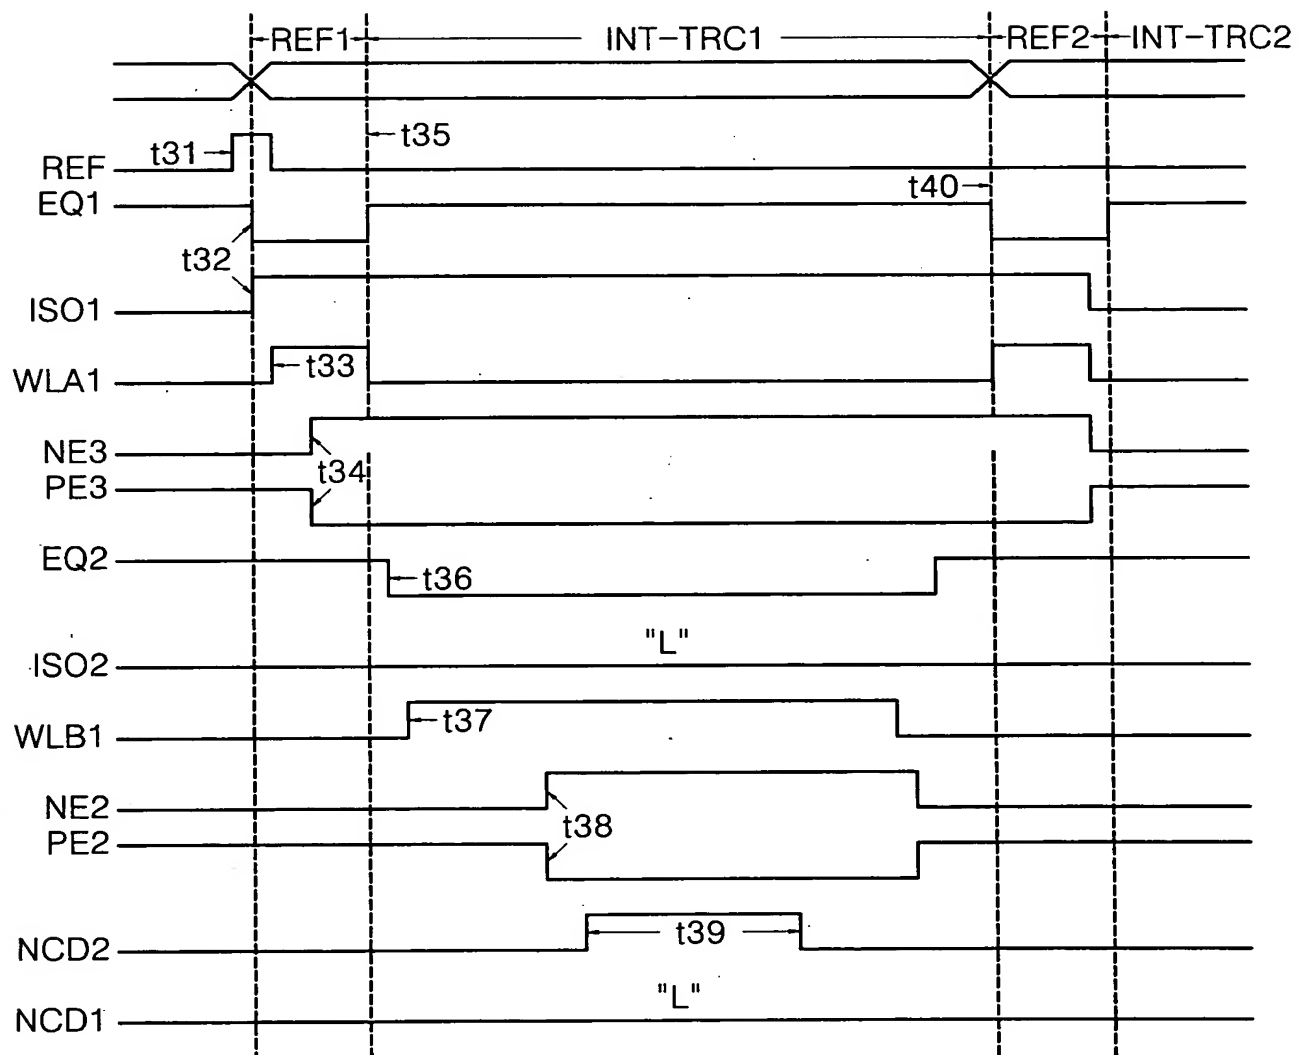 REF1 INT-TRC1 REF2 INT-TRC2
t35
t31
REF
t40
EQ1
t32
ISO1
t33
WLA1
NE3
t34
PE3
EQ2
t36
"L"
ISO2
t37
WLB1
NE2
t38
PE2
t39
NCD2
"L"
NCD1